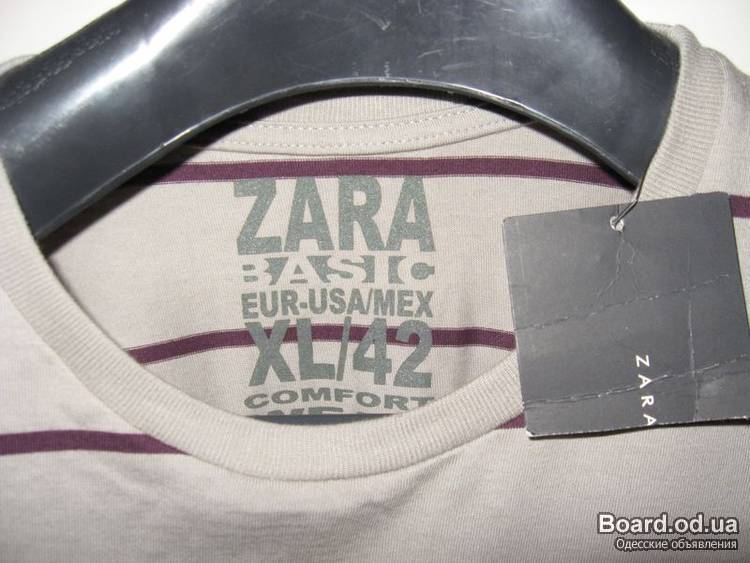 ZARA
BASIC
EUR-USA/MEX
XL/42
COMFORT
ZARA
Board.od.ua
Одесские объявления